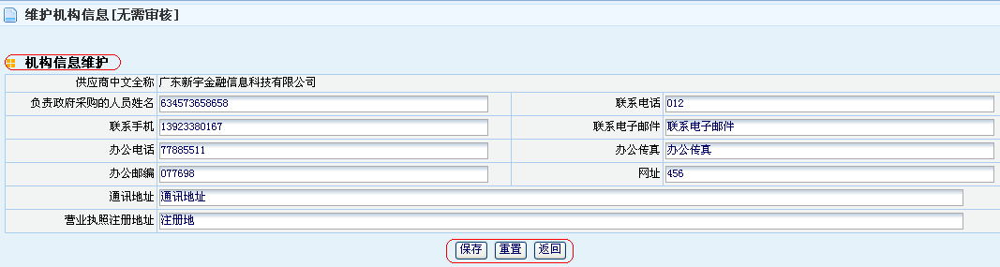 维护机构信息[无需审核]
机构信息维护
供应商中文全称 广东新宇金融信息科技有限公司
负责政府采购的人员姓名 634573658658 联系电话 012
联系手机 13923380167 联系电子邮件 联系电子邮件
办公电话 77885511 办公传真 办公传真
办公邮编 077698 网址 456
通讯地址 通讯地址
营业执照注册地址 注册地
保存 重置 返回